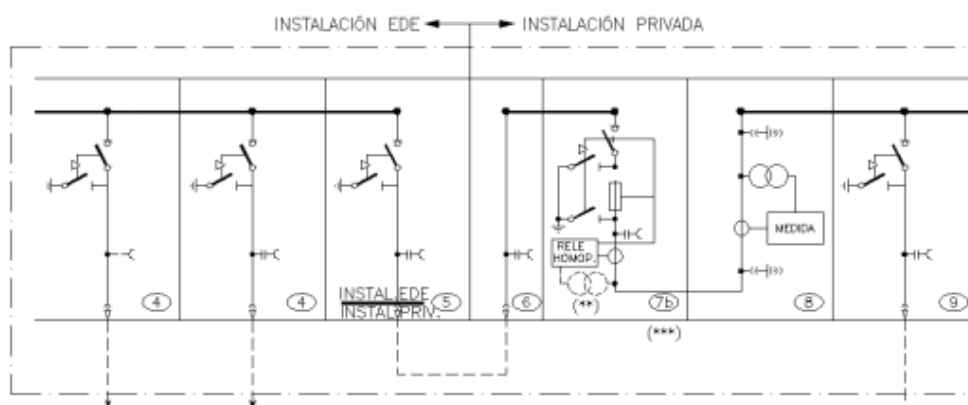 INSTALACIÓN EDE
INSTALACIÓN PRIVADA
RELE
HOMOP.
MEDIDA
4
4
INSTAL.EDE
INSTAL.PRIV.
5
6
(**)
7b
8
9
(***)